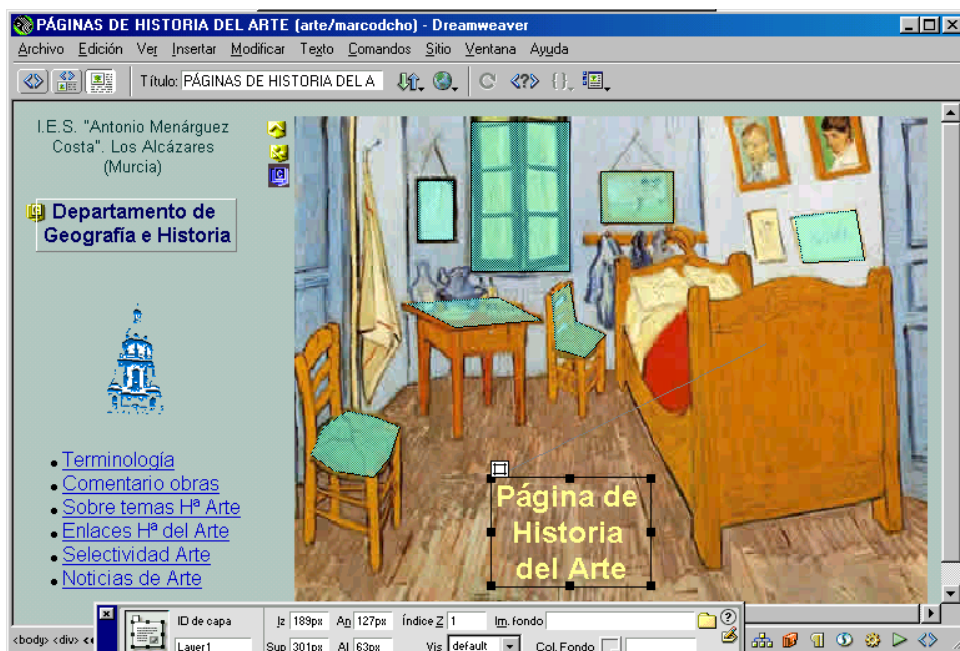 PÁGINAS DE HISTORIA DEL ARTE (arte/marcodcho) - Dreamweaver
Archivo Edición Ver Insertar Modificar Texto Comandos Sitio Ventana Ayuda
Título: PÁGINAS DE HISTORIA DEL A
I.E.S. "Antonio Menárguez
Costa". Los Alcázares
(Murcia)
Departamento de
Geografía e Historia
Terminología
Comentario obras
Sobre temas Hª Arte
Enlaces Hª del Arte
Selectividad Arte
Noticias de Arte
Página de
Historia
del Arte
ID de capa Iz 189px An 127px Índice Z 1 Im. fondo
Layer1 Sup 301px Al 63px Vis default Col. Fondo
<body> <div>